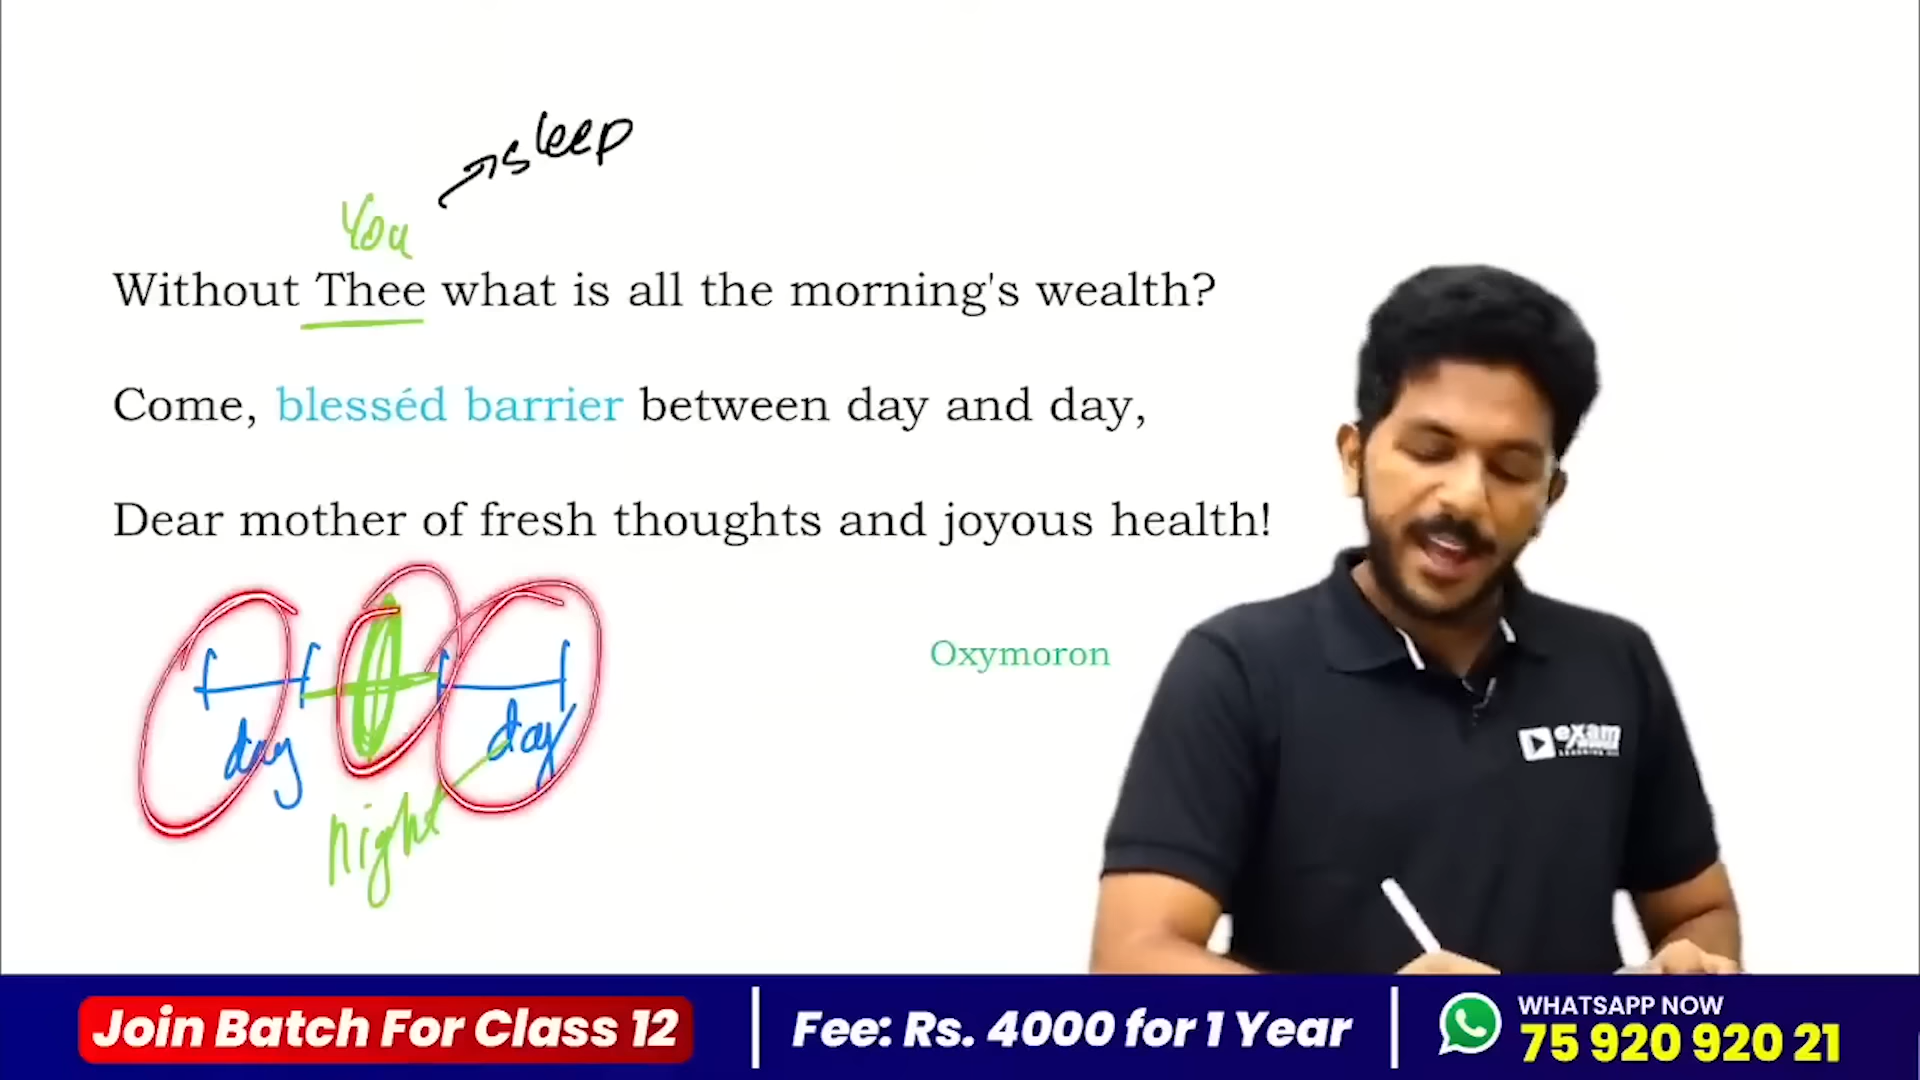 sleep
You
Without Thee what is all the morning's wealth?
Come, blesséd barrier between day and day,
Dear mother of fresh thoughts and joyous health!
Oxymoron
day
day
night
exam
Join Batch For Class 12
Fee: Rs. 4000 for 1 Year
WHATSAPP NOW
75 920 920 21